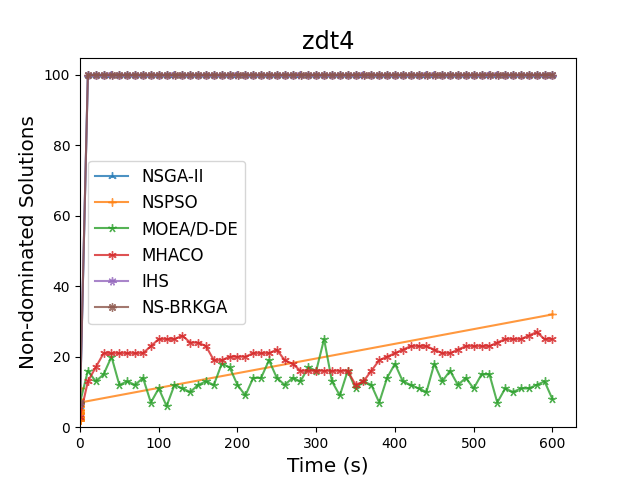 zdt4
Non-dominated Solutions
100
80
60
40
20
0
NSGA-II
NSPSO
MOEA/D-DE
MHACO
IHS
NS-BRKGA
0 100 200 300 400 500 600
Time (s)